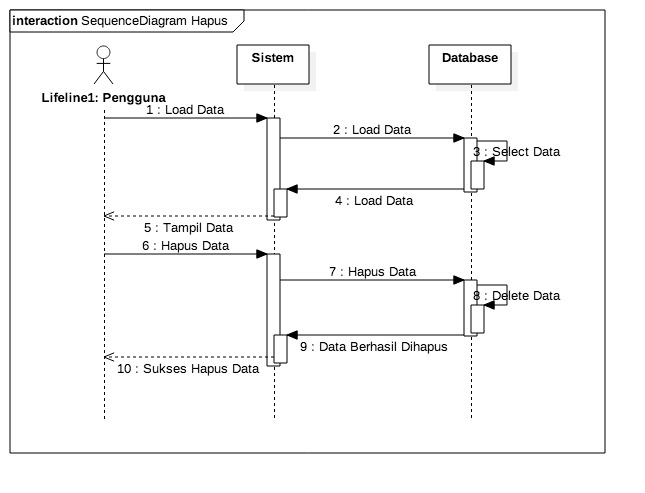 interaction SequenceDiagram Hapus
Sistem
Database
Lifeline1: Pengguna
1 : Load Data
2 : Load Data
3 : Select Data
4 : Load Data
5 : Tampil Data
6 : Hapus Data
7 : Hapus Data
8 : Delete Data
9 : Data Berhasil Dihapus
10 : Sukses Hapus Data